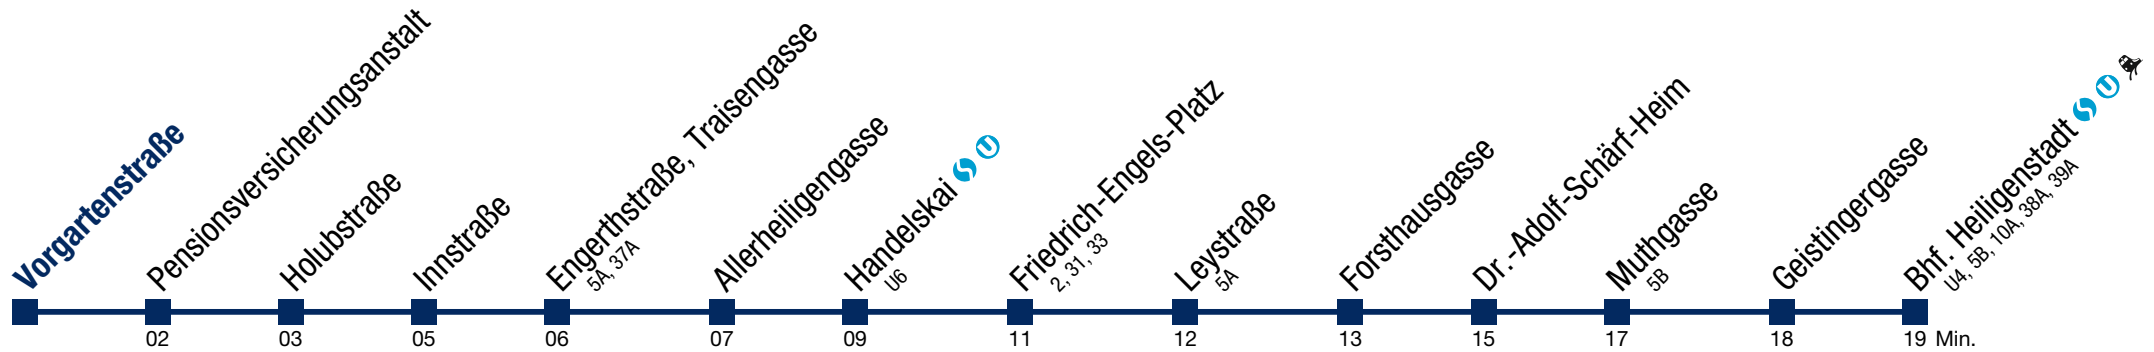 Vorgartenstraße
Pensionsversicherungsanstalt
Holubstraße
Innstraße
Engerthstraße, Traisengasse
5A, 37A
Allerheiligengasse
Handelskai
U6
Friedrich-Engels-Platz
2, 31, 33
Leystraße
5A
Forsthausgasse
Dr.-Adolf-Schärf-Heim
Muthgasse
5B
Geistingergasse
Bhf. Heiligenstadt
U4, 5B, 10A, 38A, 39A
02 03 05 06 07 09 11 12 13 15 17 18 19 Min.